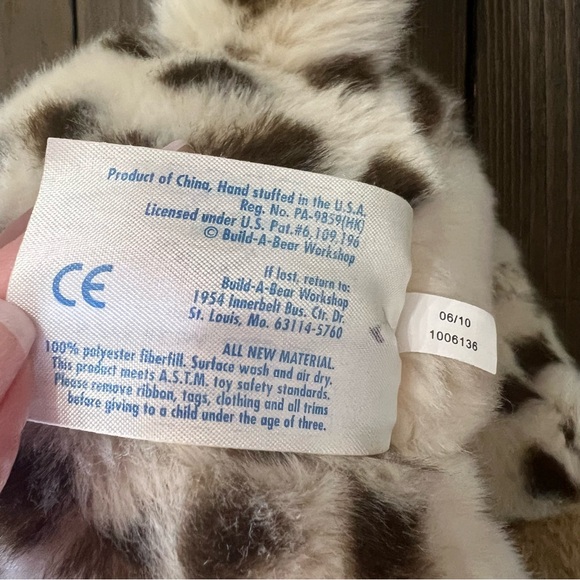 Product of China, Hand stuffed in the U.S.A.
Reg. No. PA-9859(HK)
Licensed under U.S. Pat.#6,109,196
© Build-A-Bear Workshop
CE
If lost, return to:
Build-A-Bear Workshop
1954 Innerbelt Bus. Ctr. Dr.
St. Louis, Mo. 63114-5760
ALL NEW MATERIAL.
100% polyester fiberfill. Surface wash and air dry.
This product meets A.S.T.M. toy safety standards.
Please remove ribbon, tags, clothing and all trims
before giving to a child under the age of three.
06/10
1006136